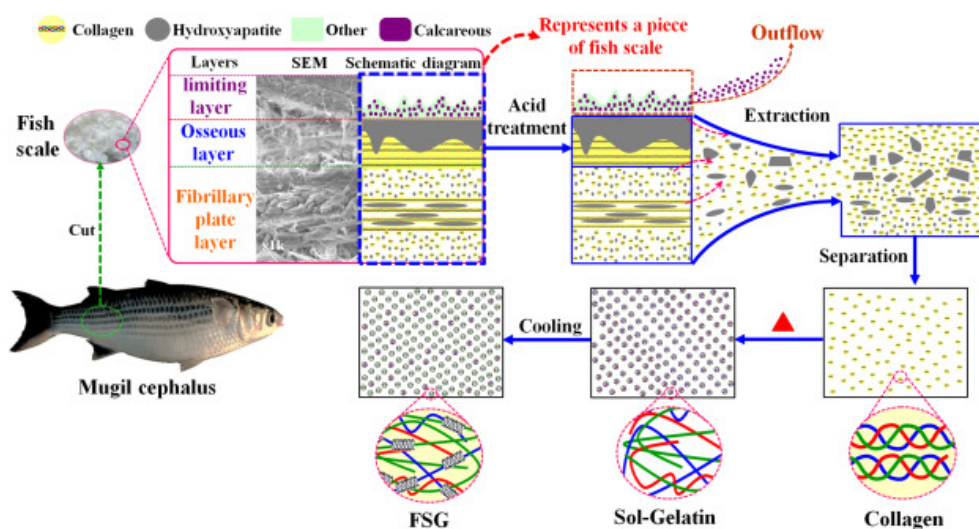 Collagen
Hydroxyapatite
Other
Calcareous
Represents a piece
of fish scale
Outflow
Layers
SEM
Schematic diagram
limiting
layer
Osseous
layer
Fibrillary
plate
layer
Fish
scale
Acid
treatment
Extraction
Cut
Separation
Cooling
Mugil cephalus
FSG
Sol-Gelatin
Collagen